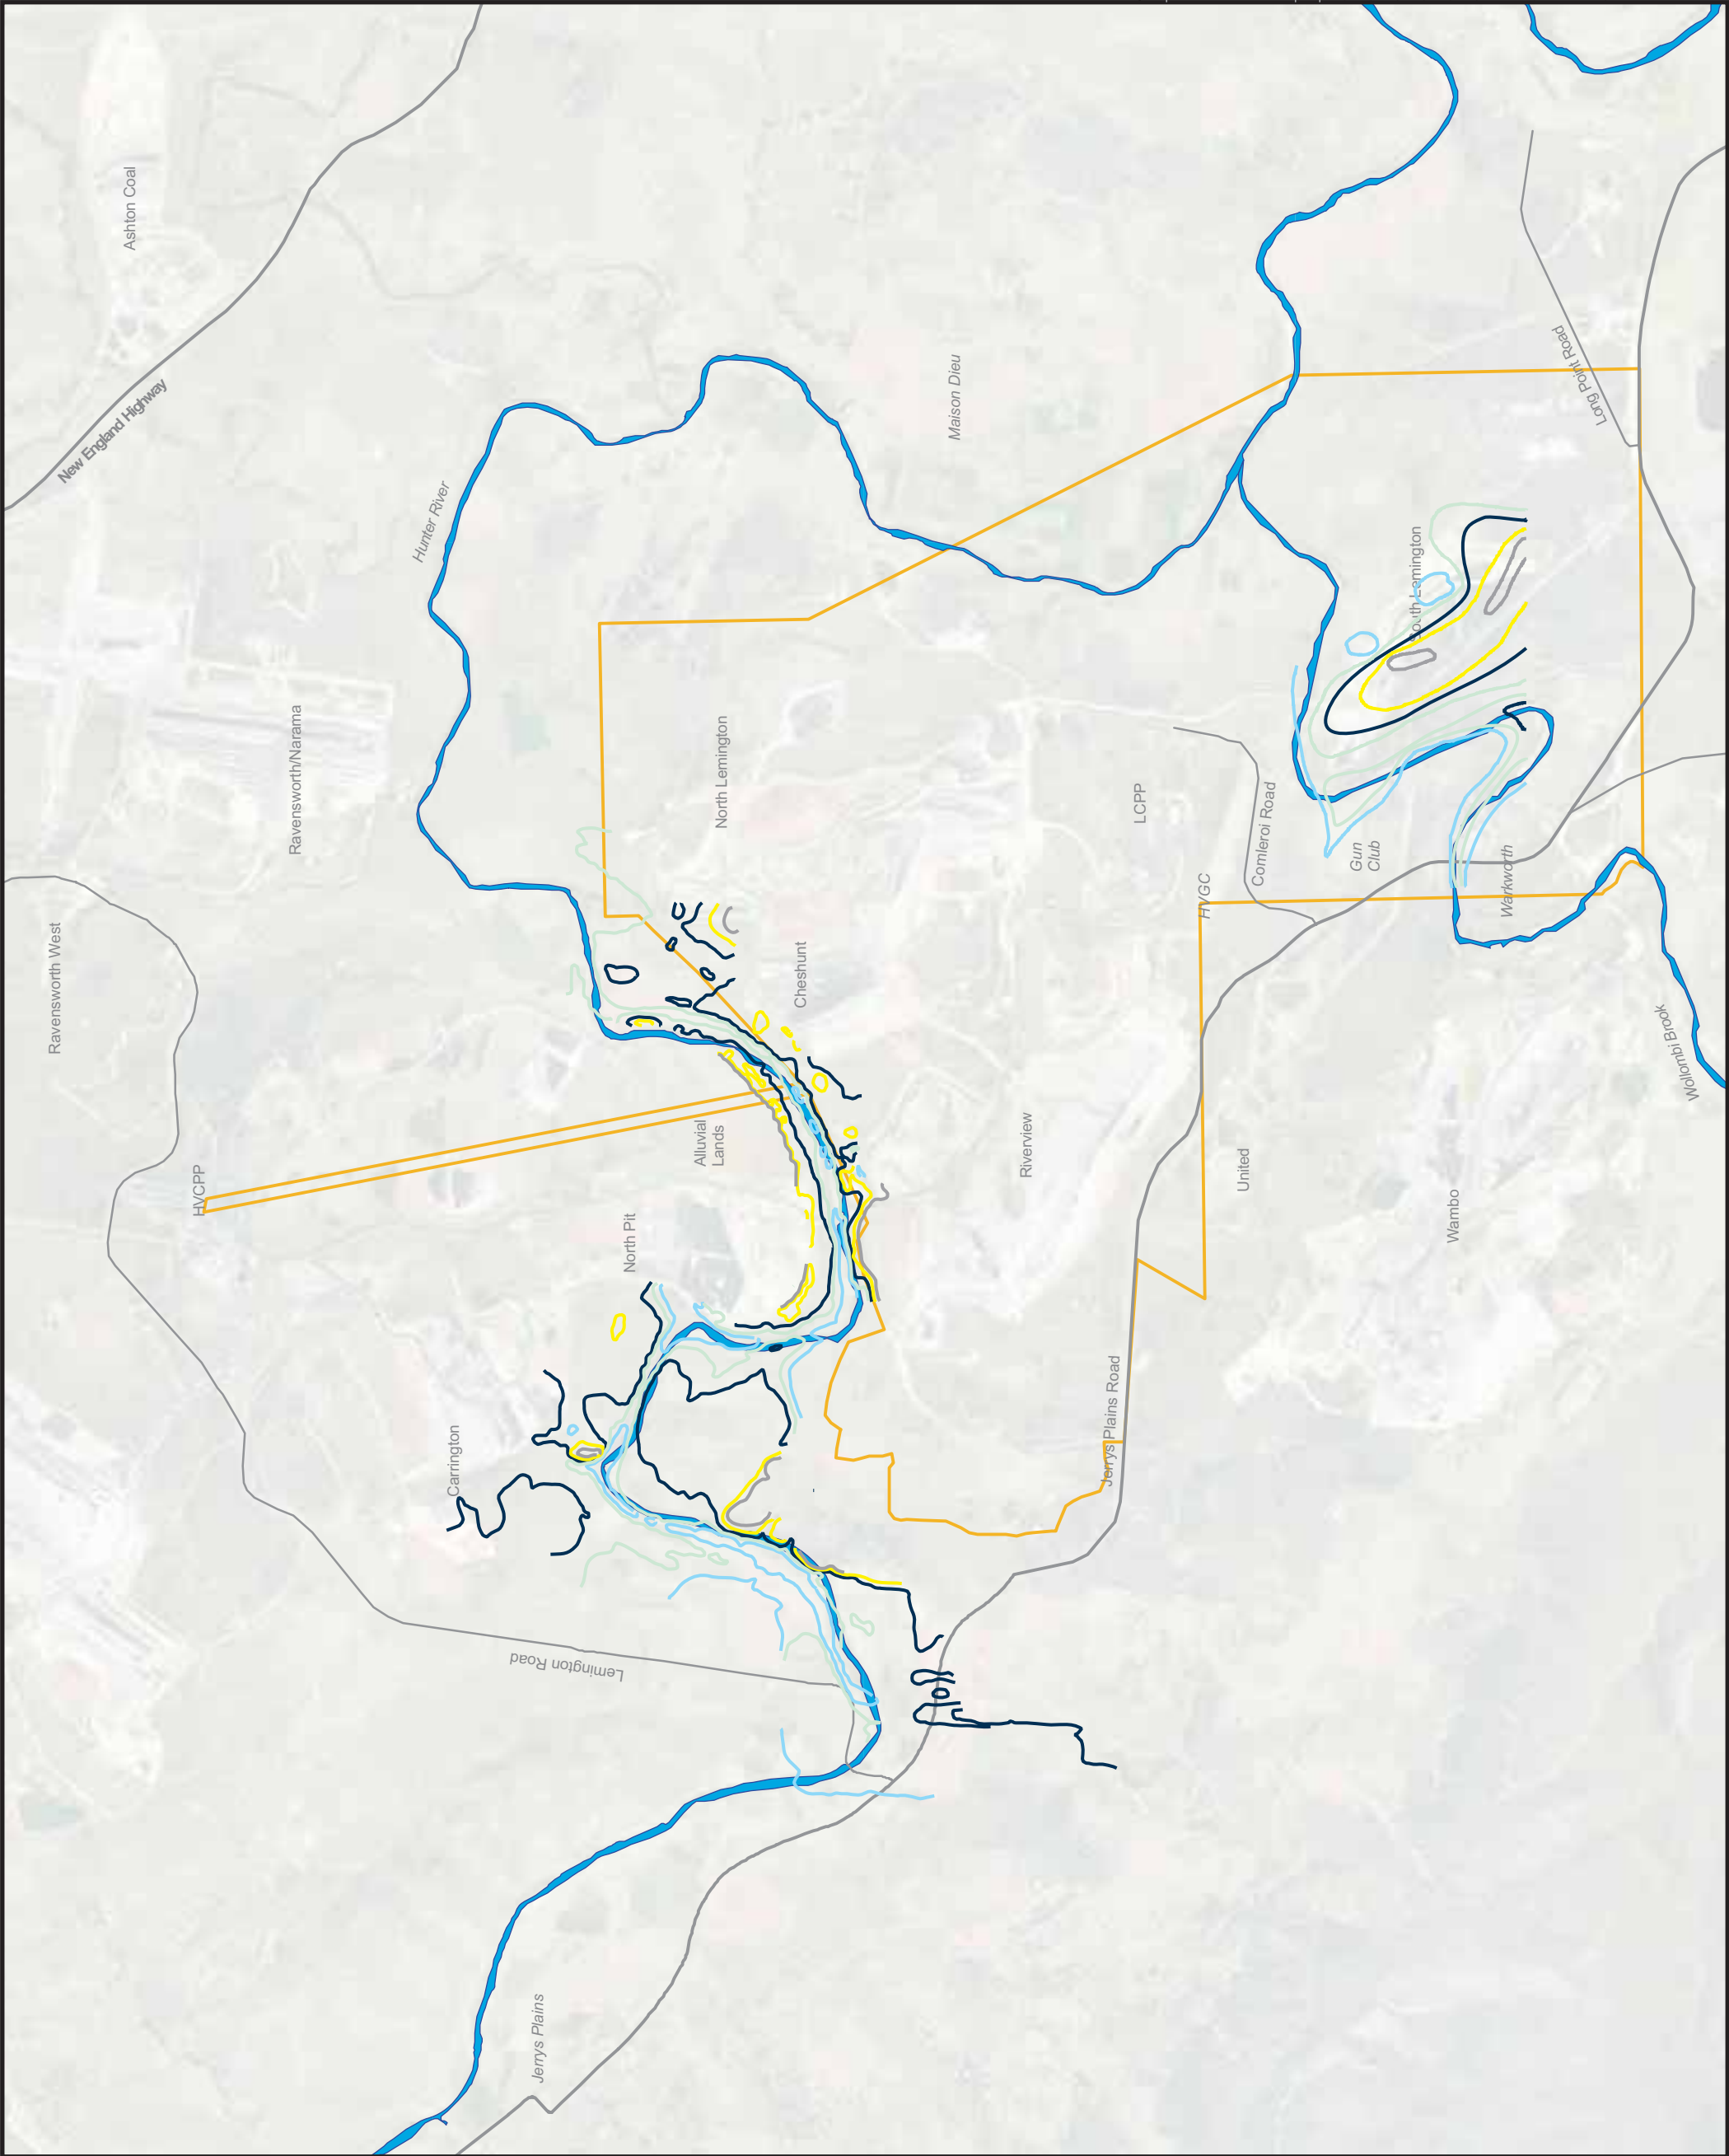 Ashton Coal
New England Highway
Hunter River
Maison Dieu
Long Point Road
South Lemington
Ravensworth/Narama
North Lemington
LCPP
Comleroi Road
Gun
Club
HVGC
Warkworth
Ravensworth West
Cheshunt
Wollombi Brook
HVCPP
Alluvial
Lands
Riverview
United
Wambo
North Pit
Carrington
Jerrys Plains Road
Lemington Road
Jerrys Plains